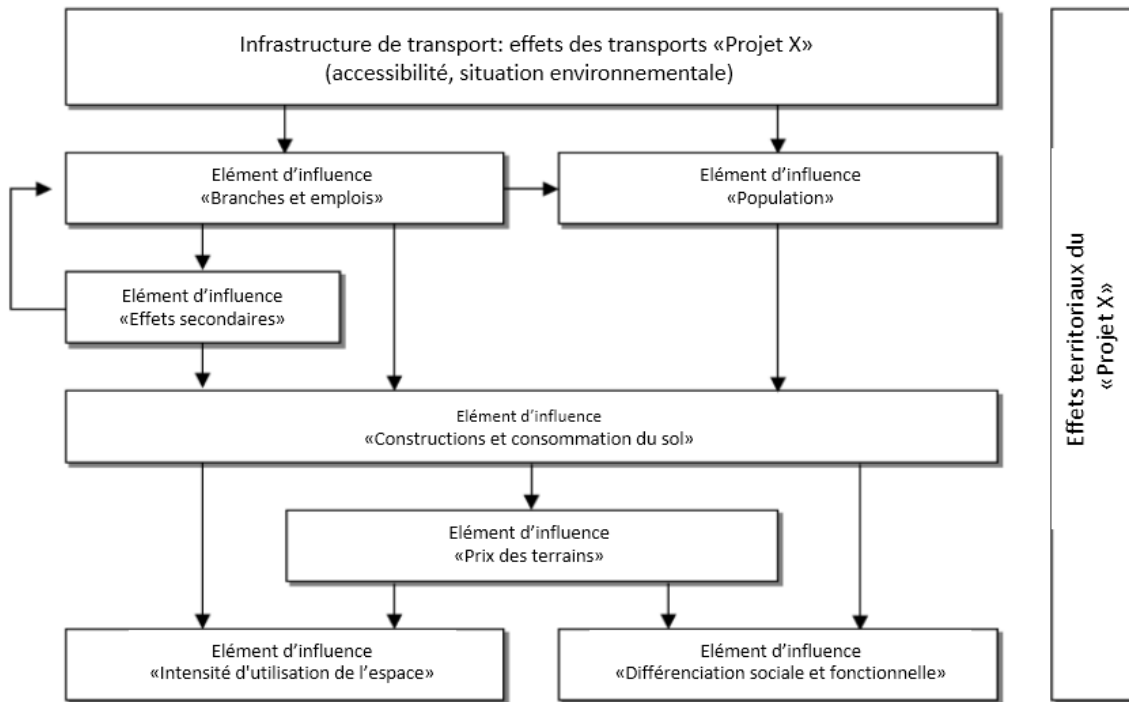 Infrastructure de transport: effets des transports «Projet X»
(accessibilité, situation environnementale)
Elément d'influence
«Branches et emplois»
Elément d'influence
«Population»
Elément d'influence
«Effets secondaires»
Elément d'influence
«Constructions et consommation du sol»
Elément d'influence
«Prix des terrains»
Elément d'influence
«Intensité d'utilisation de l'espace»
Elément d'influence
«Différenciation sociale et fonctionnelle»
Effets territoriaux du
«Projet X»